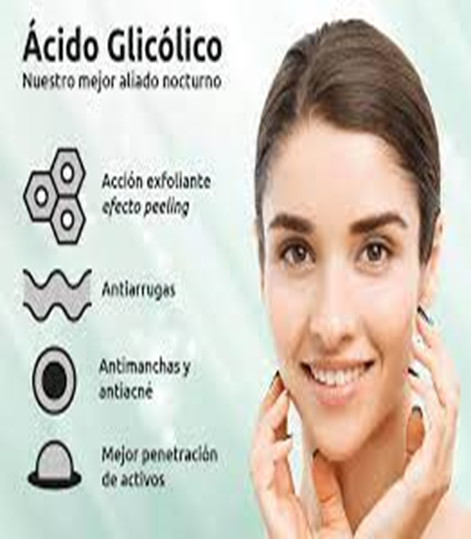 Ácido Glicólico
Nuestro mejor aliado nocturno
Acción exfoliante
efecto peeling
Antiarrugas
Antimanchas y
antiacné
Mejor penetración
de activos